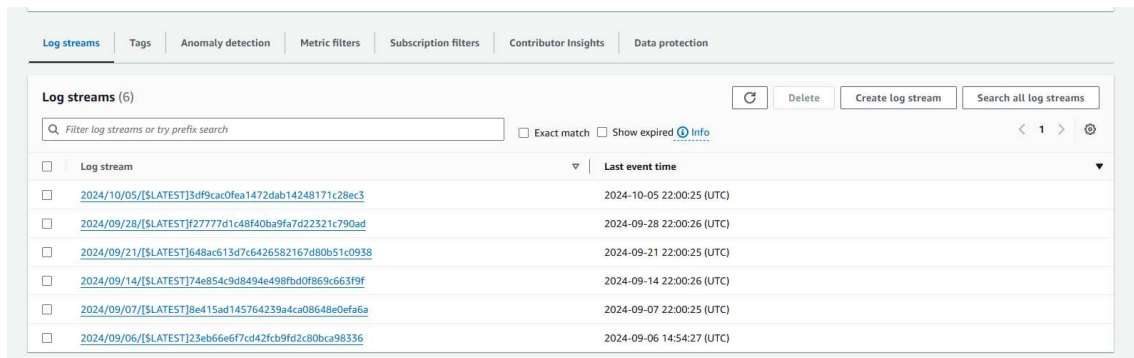 Log streams Tags Anomaly detection Metric filters Subscription filters Contributor Insights Data protection
Log streams (6) Delete Create log stream Search all log streams
Filter log streams or try prefix search Exact match Show expired Info 1
Log stream Last event time
2024/10/05/[$LATEST]3df9cac0fea1472dab14248171c28ec3 2024-10-05 22:00:25 (UTC)
2024/09/28/[$LATEST]f27777d1c48f40ba9fa7d22321c790ad 2024-09-28 22:00:26 (UTC)
2024/09/21/[$LATEST]648ac613d7c6426582167d80b51c0938 2024-09-21 22:00:25 (UTC)
2024/09/14/[$LATEST]74e854c9d8494e498fbd0f869c663f9f 2024-09-14 22:00:26 (UTC)
2024/09/07/[$LATEST]8e415ad145764239a4ca08648e0efa6a 2024-09-07 22:00:25 (UTC)
2024/09/06/[$LATEST]23eb66e6f7cd42fcb9fd2c80bca98336 2024-09-06 14:54:27 (UTC)